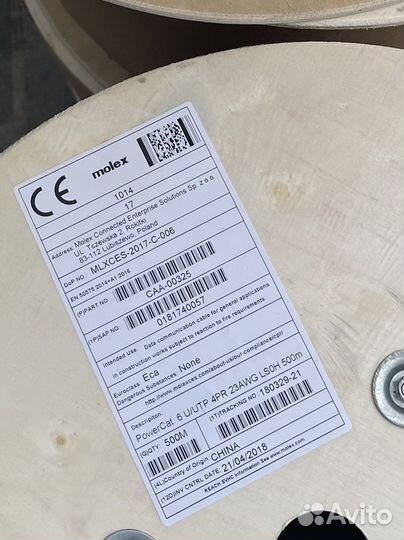 CE
molex
1014
17
Address: Molex Connected Enterprise Solutions Sp. z o o
UL. Tczewska 2, Rokitki
83-112 Lubiszewo, Poland
DoP NO MLXCES-2017-C-006
EN 50575:2014+A1:2016
(P)PART NO
CAA-00325
(1P)SAP NO
0181740057
Intended Use: Data communication cable for general applications
in construction works subject to reaction to fire requirements
Euroclass: Eca
Dangerous Substances: None
http://www.molexces.com/about-us/our-compliance/cpr/
Descripiton:
PowerCat 6 U/UTP 4PR 23AWG LS0H 500m
(Q)QTY: 500M
(1T)TRACKING NO 180329-21
(4L)Country of Origin: CHINA
(12D)INV CNTRL DATE: 21/04/2018
REACH SVHC Information See www.molex.com
Avito